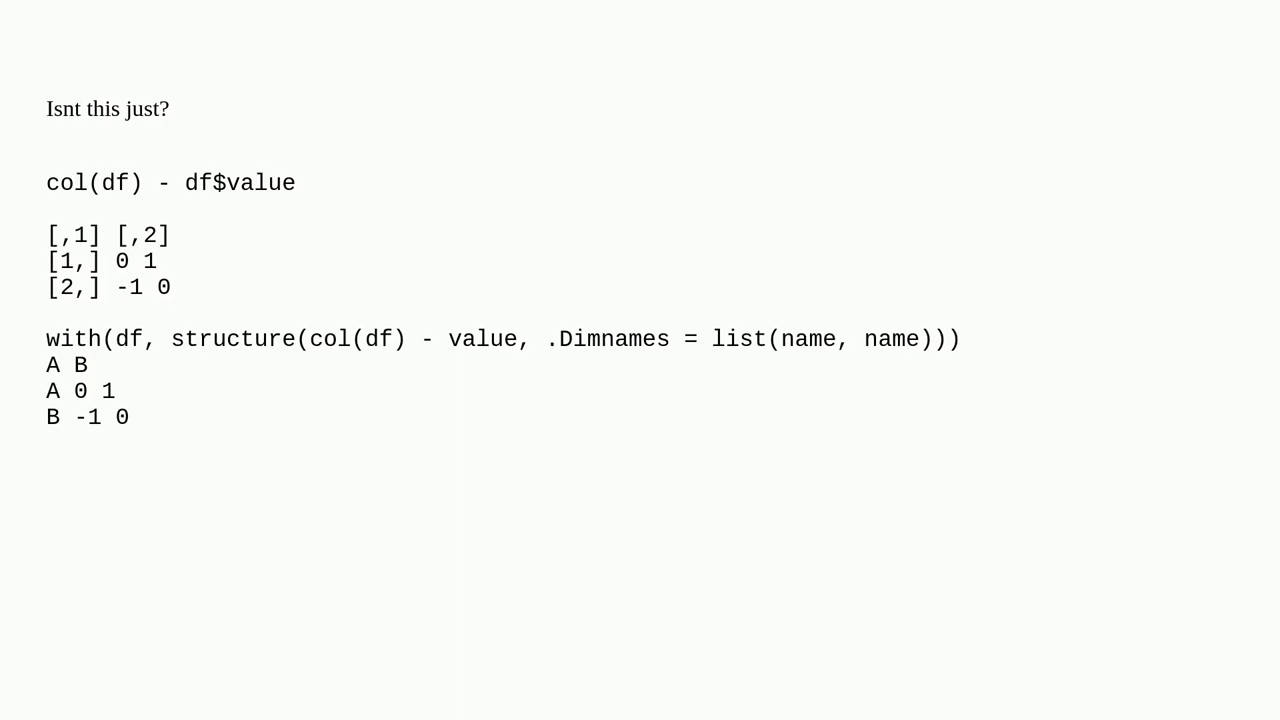 Isnt this just?
col(df) - df$value
[,1] [,2]
[1,] 0 1
[2,] -1 0
with(df, structure(col(df) - value, .Dimnames = list(name, name)))
A B
A 0 1
B -1 0